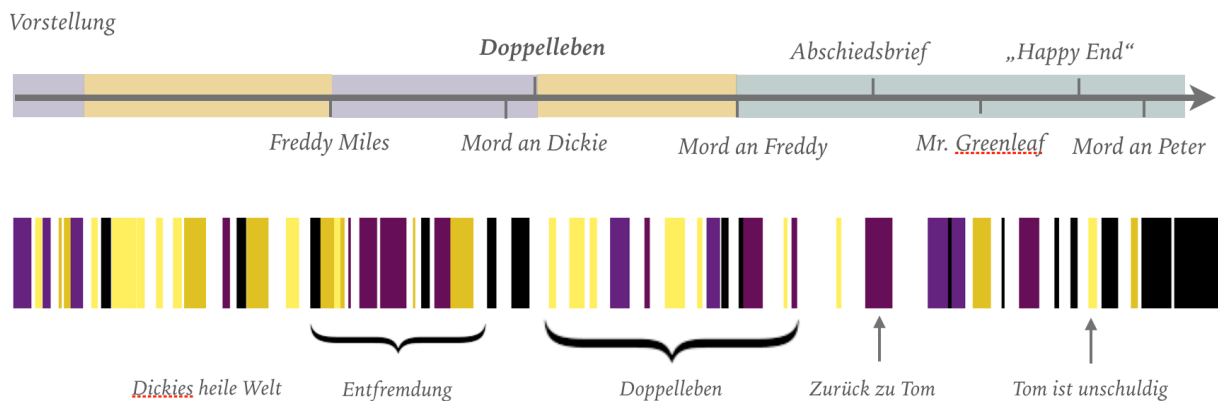 Vorstellung
Doppelleben
Abschiedsbrief
„Happy End“
Freddy Miles
Mord an Dickie
Mord an Freddy
Mr. Greenleaf
Mord an Peter
Dickies heile Welt
Entfremdung
Doppelleben
Zurück zu Tom
Tom ist unschuldig